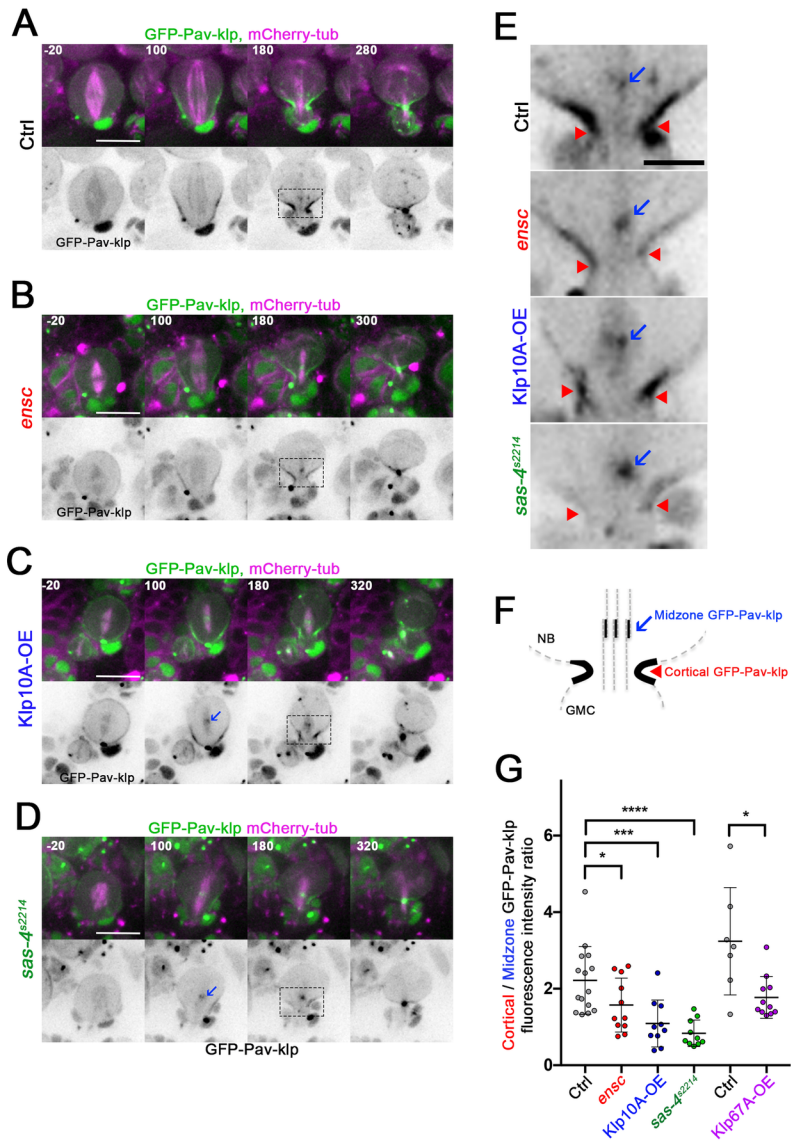 A
GFP-Pav-klp, mCherry-tub
-20 100 180 280
Ctrl
GFP-Pav-klp
B
GFP-Pav-klp, mCherry-tub
-20 100 180 300
ensc
GFP-Pav-klp
C
GFP-Pav-klp, mCherry-tub
-20 100 180 320
Klp10A-OE
GFP-Pav-klp
D
GFP-Pav-klp mCherry-tub
-20 100 180 320
sas-4s2214
GFP-Pav-klp
E
Ctrl
ensc
Klp10A-OE
sas-4s2214
F
Midzone GFP-Pav-klp
NB
Cortical GFP-Pav-klp
GMC
G
Cortical / Midzone GFP-Pav-klp
fluorescence intensity ratio
6
4
2
0
****
***
*
*
Ctrl
ensc
Klp10A-OE
sas-4s2214
Ctrl
Klp67A-OE